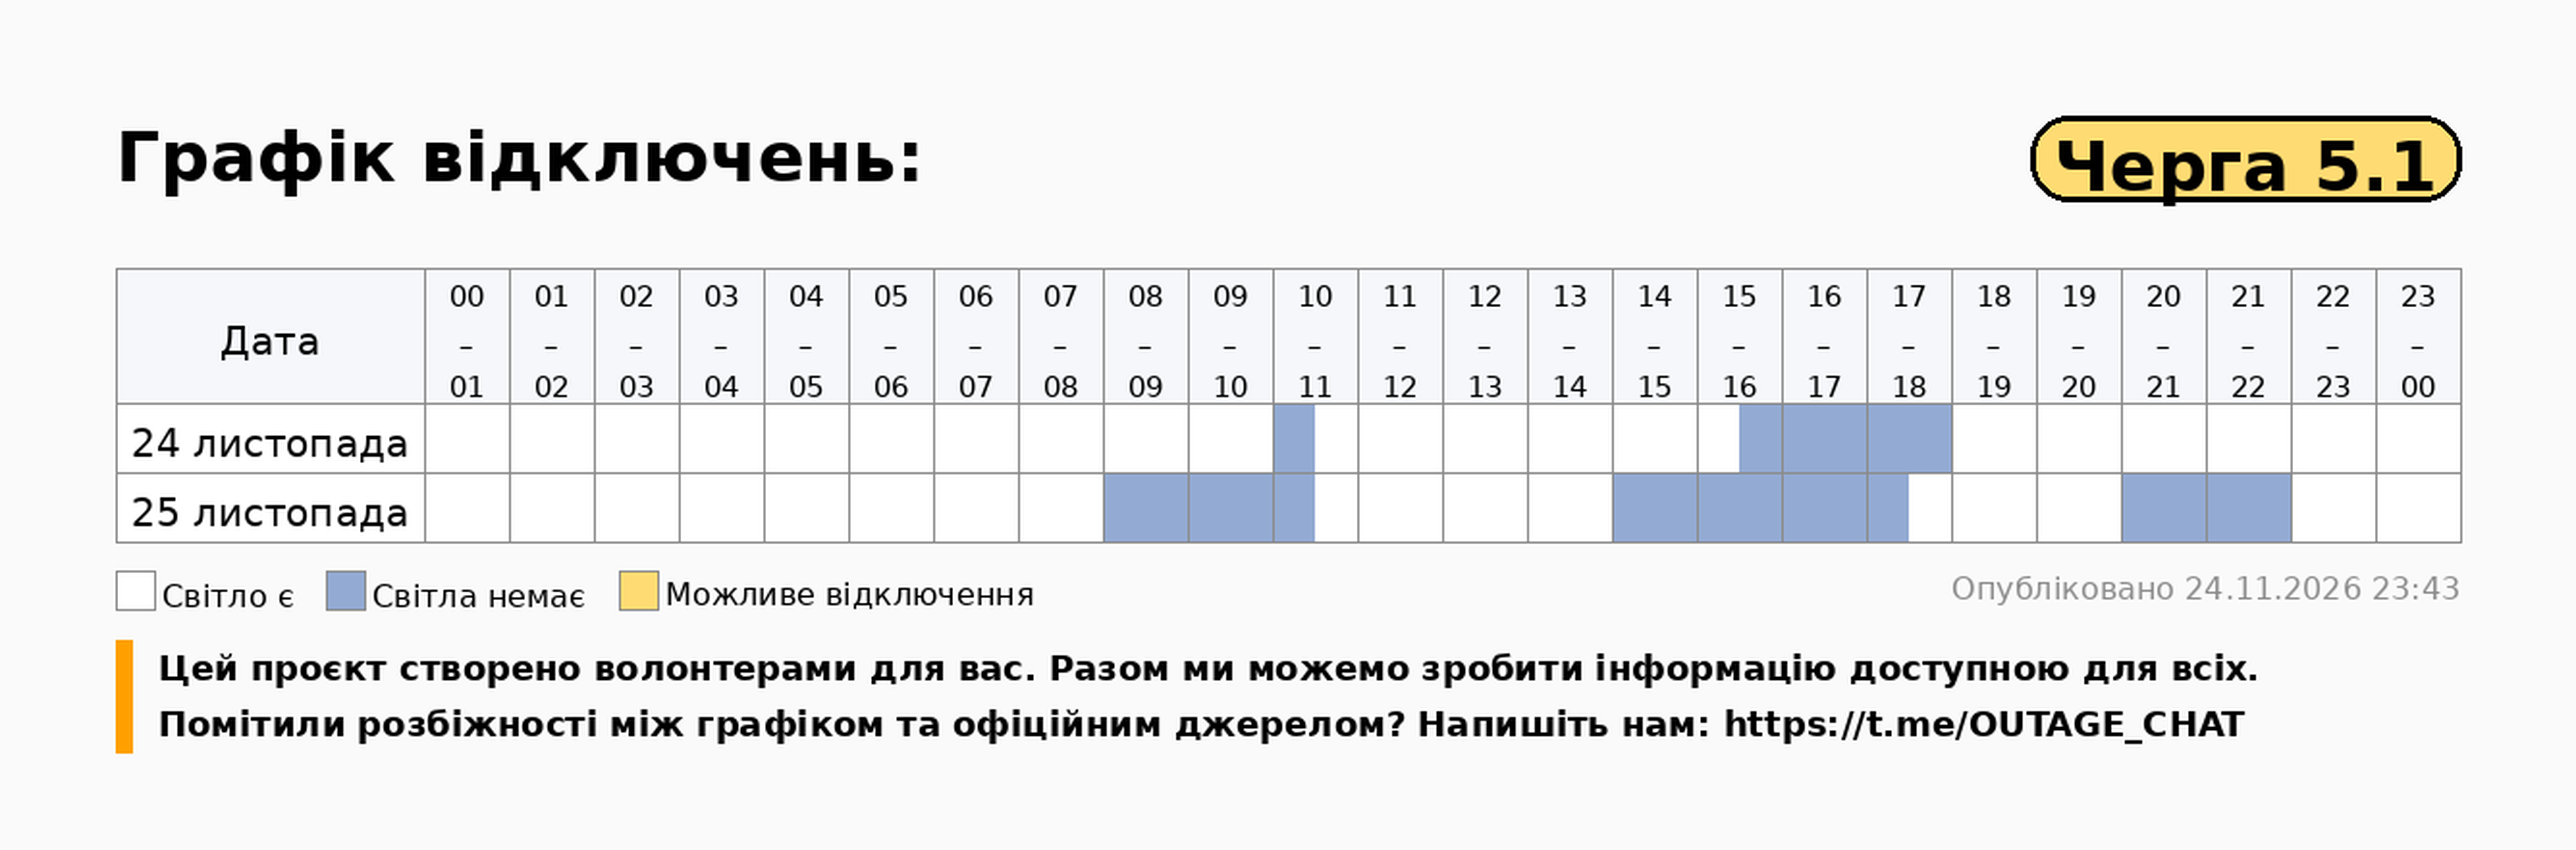 Графік відключень:
Черга 5.1
Дата 00 – 01 01 – 02 02 – 03 03 – 04 04 – 05 05 – 06 06 – 07 07 – 08 08 – 09 09 – 10 10 – 11 11 – 12 12 – 13 13 – 14 14 – 15 15 – 16 16 – 17 17 – 18 18 – 19 19 – 20 20 – 21 21 – 22 22 – 23 23 – 00
24 листопада
25 листопада
Світло є Світла немає Можливе відключення
Опубліковано 24.11.2026 23:43
Цей проєкт створено волонтерами для вас. Разом ми можемо зробити інформацію доступною для всіх.
Помітили розбіжності між графіком та офіційним джерелом? Напишіть нам: https://t.me/OUTAGE_CHAT